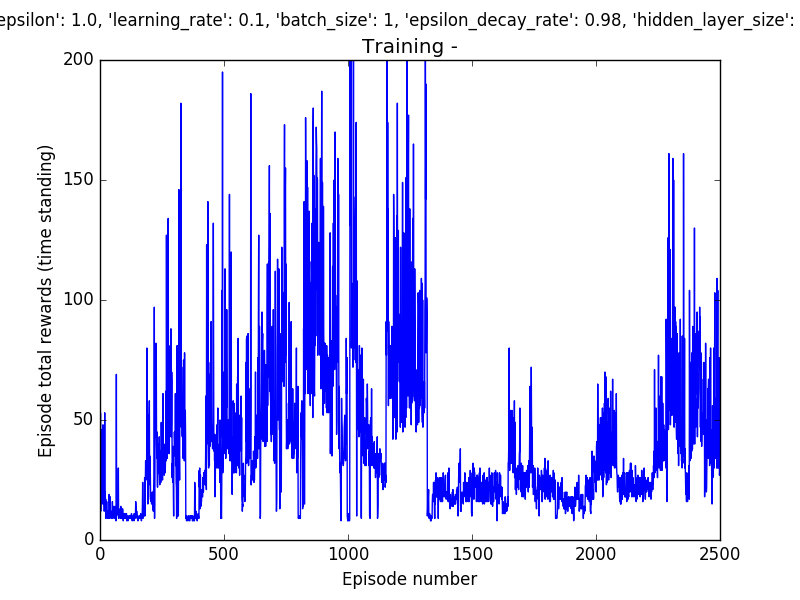 epsilon': 1.0, 'learning_rate': 0.1, 'batch_size': 1, 'epsilon_decay_rate': 0.98, 'hidden_layer_size':
Training -
200
150
100
50
0
Episode total rewards (time standing)
0 500 1000 1500 2000 2500
Episode number